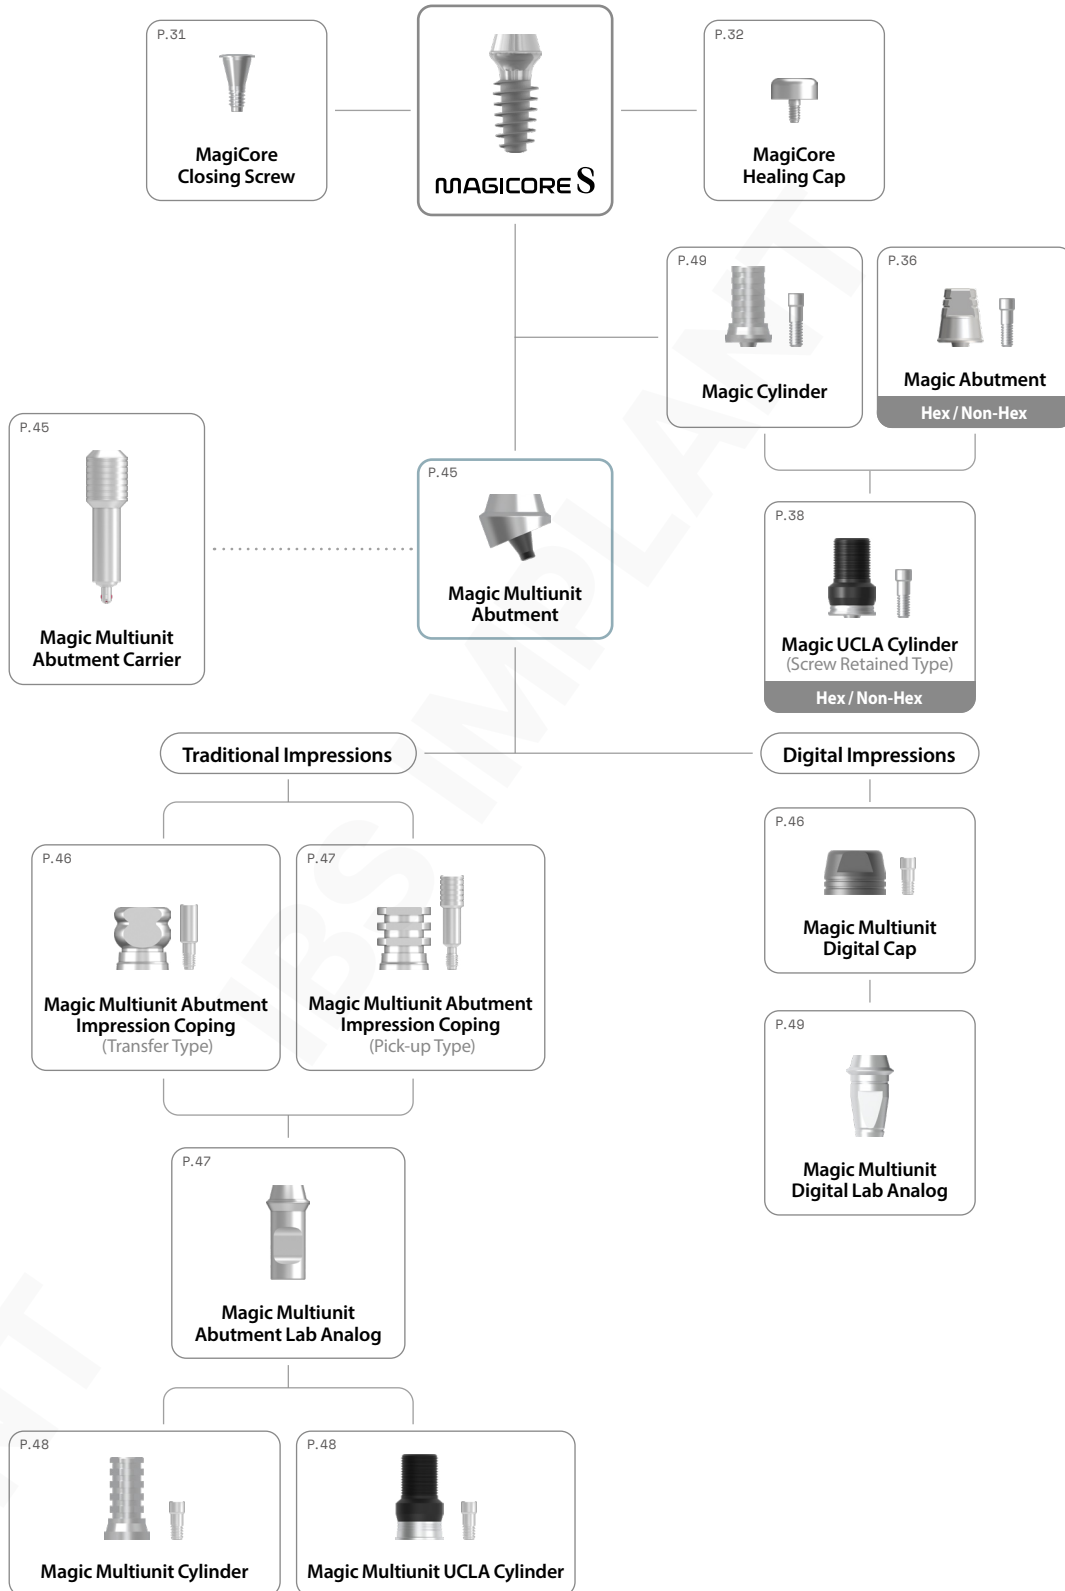 P.31
MagiCore
Closing Screw
MAGICORE S
P.32
MagiCore
Healing Cap
P.49
Magic Cylinder
P.36
Magic Abutment
Hex / Non-Hex
P.45
Magic Multiunit
Abutment Carrier
P.45
Magic Multiunit
Abutment
P.38
Magic UCLA Cylinder
(Screw Retained Type)
Hex / Non-Hex
Traditional Impressions
Digital Impressions
P.46
Magic Multiunit Abutment
Impression Coping
(Transfer Type)
P.47
Magic Multiunit Abutment
Impression Coping
(Pick-up Type)
P.46
Magic Multiunit
Digital Cap
P.49
Magic Multiunit
Digital Lab Analog
P.47
Magic Multiunit
Abutment Lab Analog
P.48
Magic Multiunit Cylinder
P.48
Magic Multiunit UCLA Cylinder
IBS IMPLANT